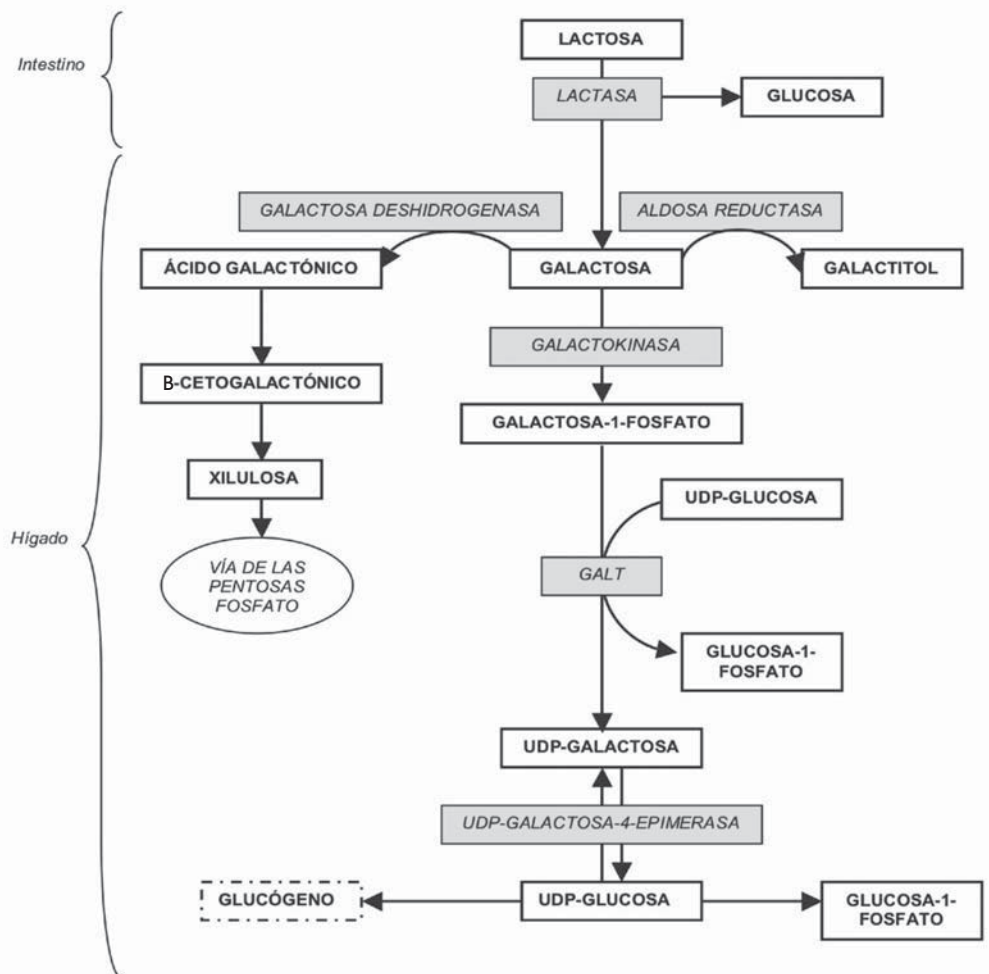 LACTOSA
Intestino
LACTASA
GLUCOSA
GALACTOSA DESHIDROGENASA
ALDOSA REDUCTASA
ÁCIDO GALACTÓNICO
GALACTOSA
GALACTITOL
GALACTOKINASA
B-CETOGALACTÓNICO
GALACTOSA-1-FOSFATO
XILULOSA
UDP-GLUCOSA
Hígado
VÍA DE LAS
PENTOSAS
FOSFATO
GALT
GLUCOSA-1-
FOSFATO
UDP-GALACTOSA
UDP-GALACTOSA-4-EPIMERASA
GLUCÓGENO
UDP-GLUCOSA
GLUCOSA-1-
FOSFATO